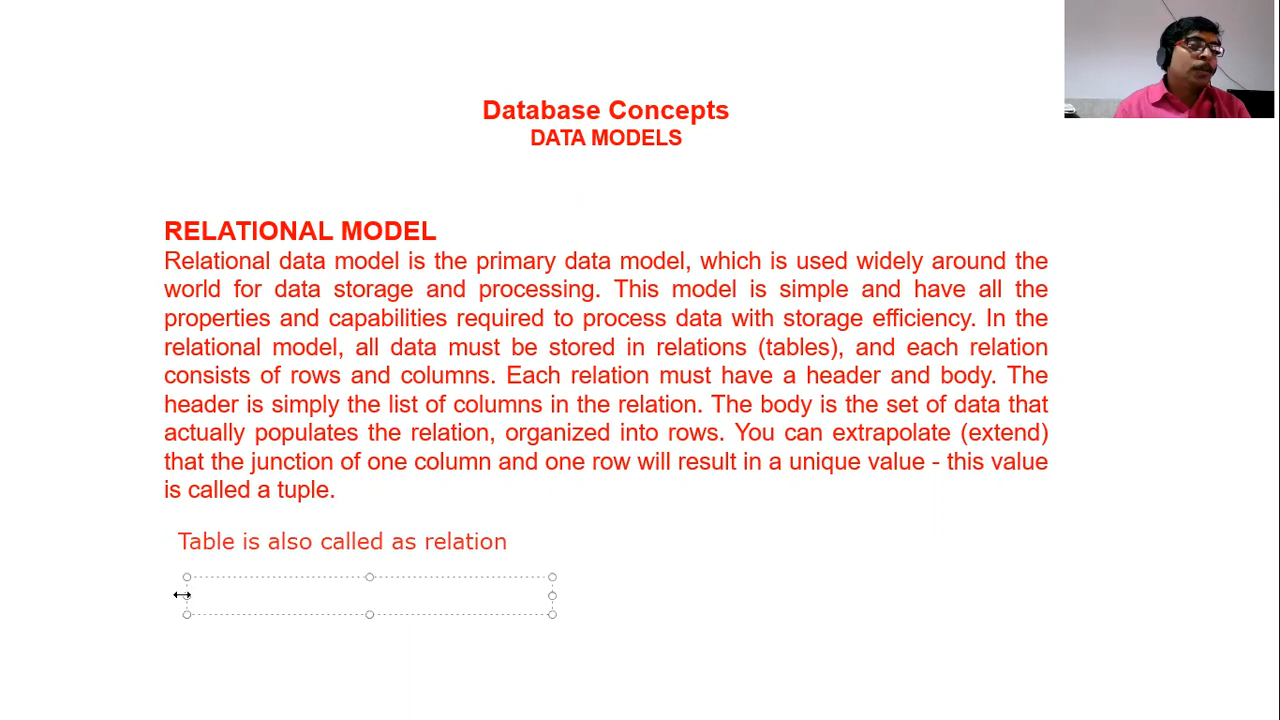 Database Concepts
DATA MODELS
RELATIONAL MODEL
Relational data model is the primary data model, which is used widely around the
world for data storage and processing. This model is simple and have all the
properties and capabilities required to process data with storage efficiency. In the
relational model, all data must be stored in relations (tables), and each relation
consists of rows and columns. Each relation must have a header and body. The
header is simply the list of columns in the relation. The body is the set of data that
actually populates the relation, organized into rows. You can extrapolate (extend)
that the junction of one column and one row will result in a unique value - this value
is called a tuple.
Table is also called as relation